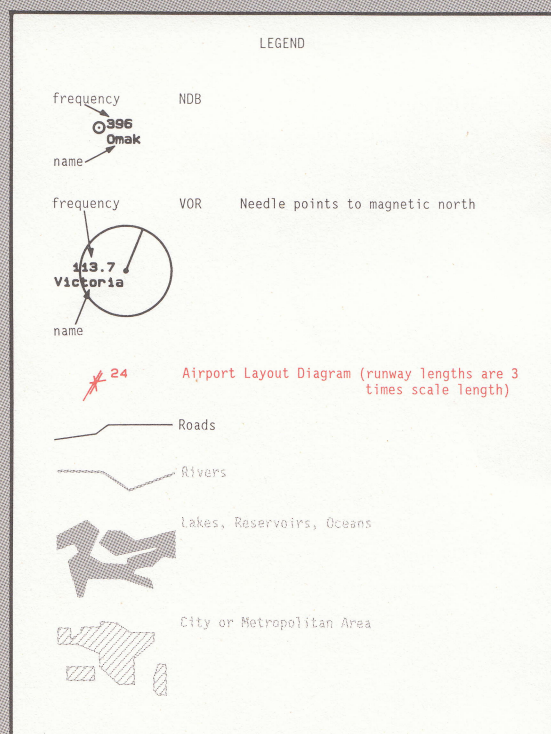 LEGEND
frequency NDB
396
Omak
name
frequency VOR Needle points to magnetic north
113.7
Victoria
name
24 Airport Layout Diagram (runway lengths are 3
times scale length)
Roads
Rivers
Lakes, Reservoirs, Oceans
City or Metropolitan Area